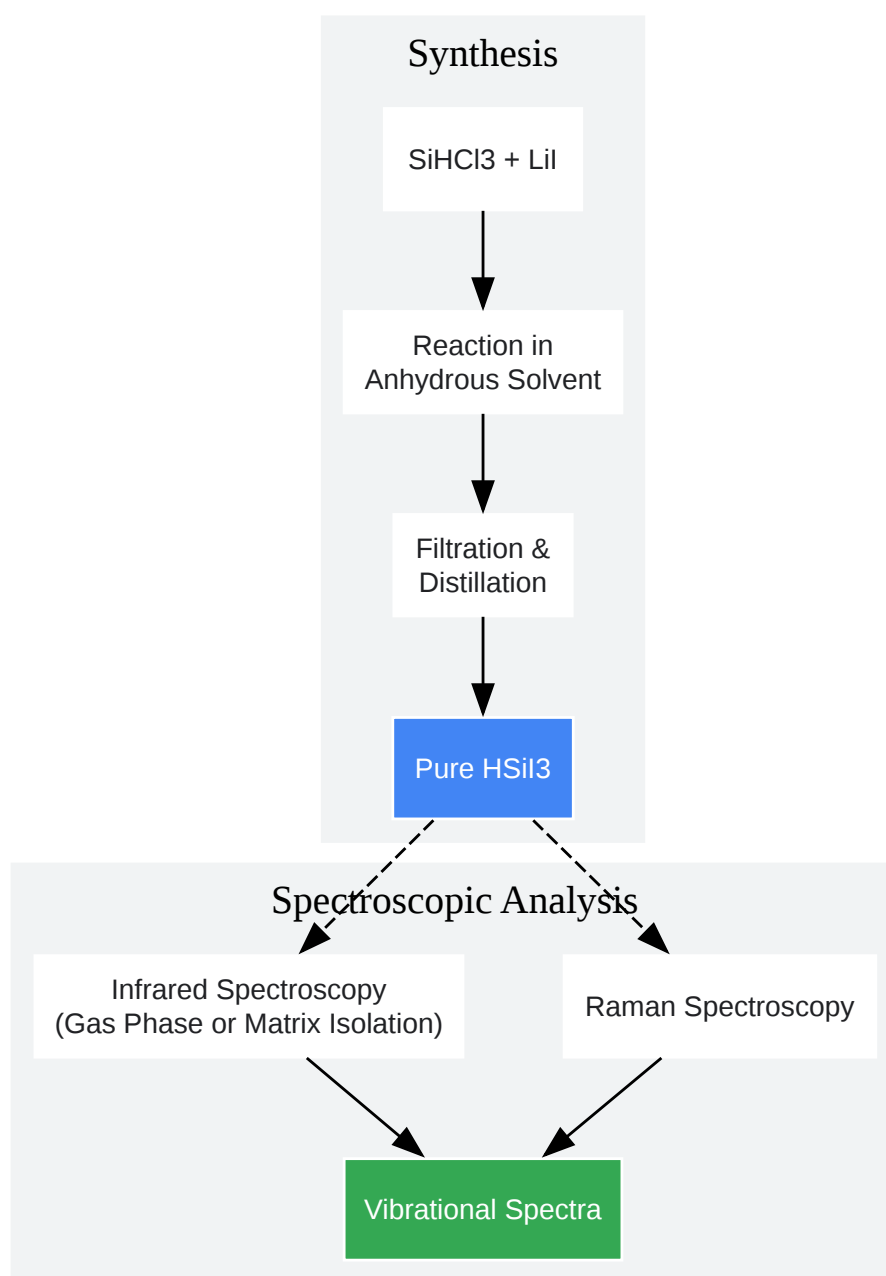 Synthesis
SiHCl3 + LiI
Reaction in
Anhydrous Solvent
Filtration &
Distillation
Pure HSiI3
Spectroscopic Analysis
Infrared Spectroscopy
(Gas Phase or Matrix Isolation)
Raman Spectroscopy
Vibrational Spectra